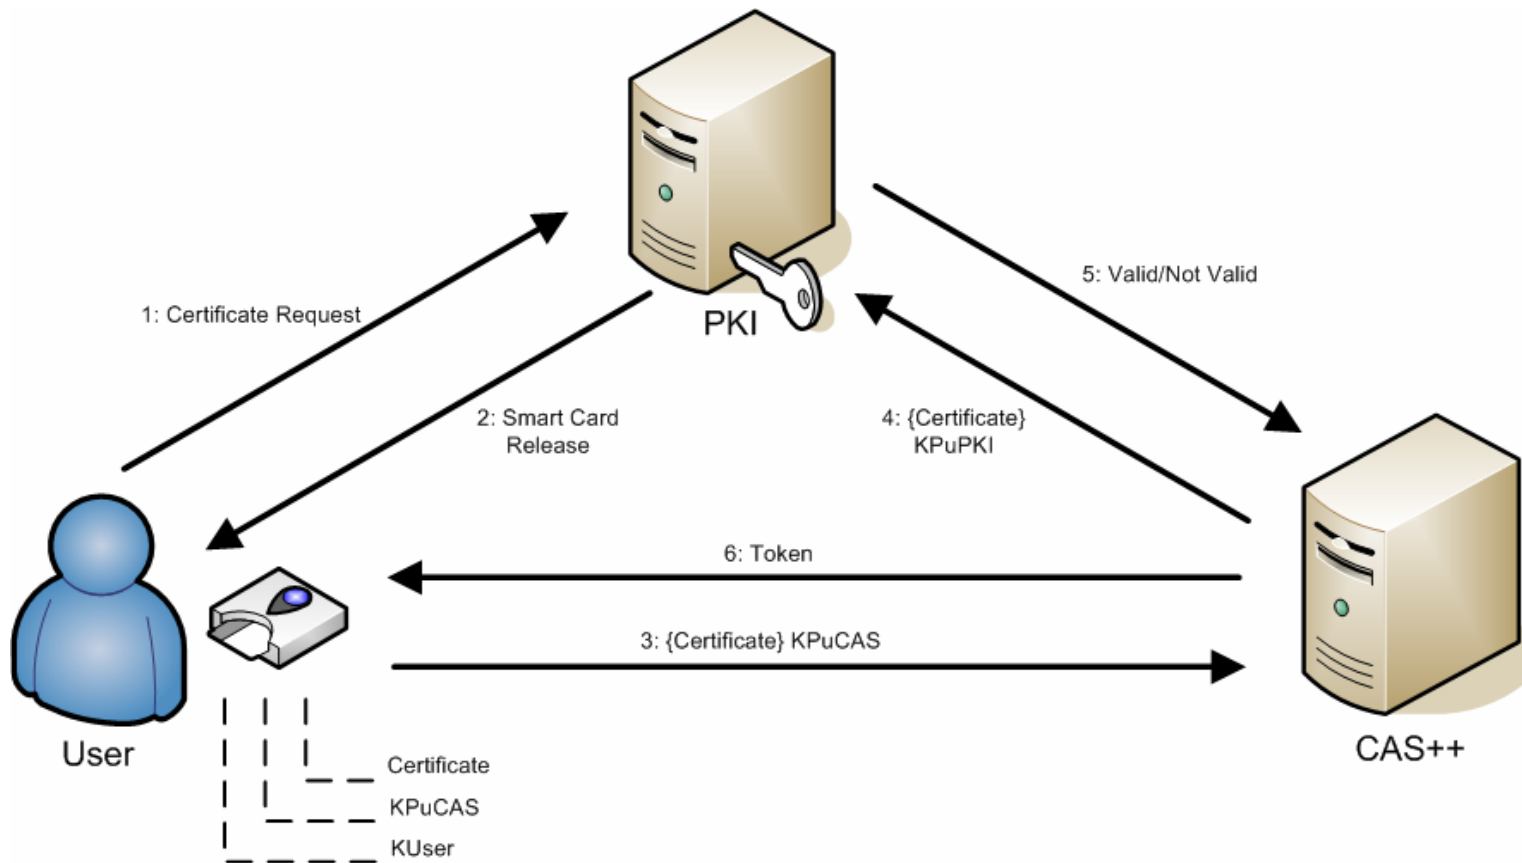 PKI
5: Valid/Not Valid
1: Certificate Request
2: Smart Card
Release
4: {Certificate}
KPuPKI
6: Token
3: {Certificate} KPuCAS
User
CAS++
Certificate
KPuCAS
KUser